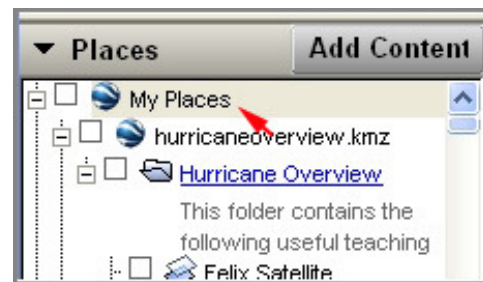 Places Add Content
My Places
hurricaneoverview.kmz
Hurricane Overview
This folder contains the
following useful teaching
Felix Satellite